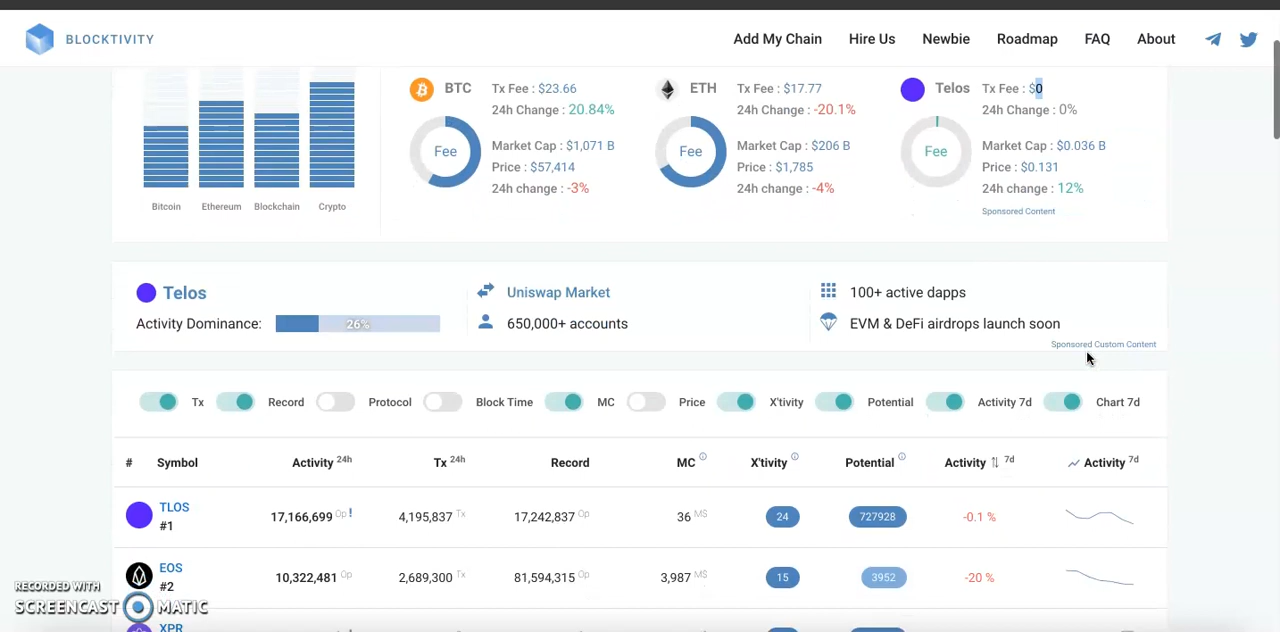 BLOCKTIVITY
Add My Chain Hire Us Newbie Roadmap FAQ About
Bitcoin Ethereum Blockchain Crypto
BTC
Fee
Tx Fee : $23.66
24h Change : 20.84%
Market Cap : $1,071 B
Price : $57,414
24h change : -3%
ETH
Fee
Tx Fee : $17.77
24h Change : -20.1%
Market Cap : $206 B
Price : $1,785
24h change : -4%
Telos
Fee
Tx Fee : $0
24h Change : 0%
Market Cap : $0.036 B
Price : $0.131
24h change : 12%
Sponsored Content
Telos
Activity Dominance: 26%
Uniswap Market
650,000+ accounts
100+ active dapps
EVM & DeFi airdrops launch soon
Sponsored Custom Content
Tx Record Protocol Block Time MC Price X'tivity Potential Activity 7d Chart 7d
# Symbol Activity 24h Tx 24h Record MC X'tivity Potential Activity 7d Activity 7d
TLOS
#1 17,166,699 Op ! 4,195,837 Tx 17,242,837 Op 36 M$ 24 727928 -0.1 %
EOS
#2 10,322,481 Op 2,689,300 Tx 81,594,315 Op 3,987 M$ 15 3952 -20 %
XPR
RECORDED WITH
SCREENCAST MATIC